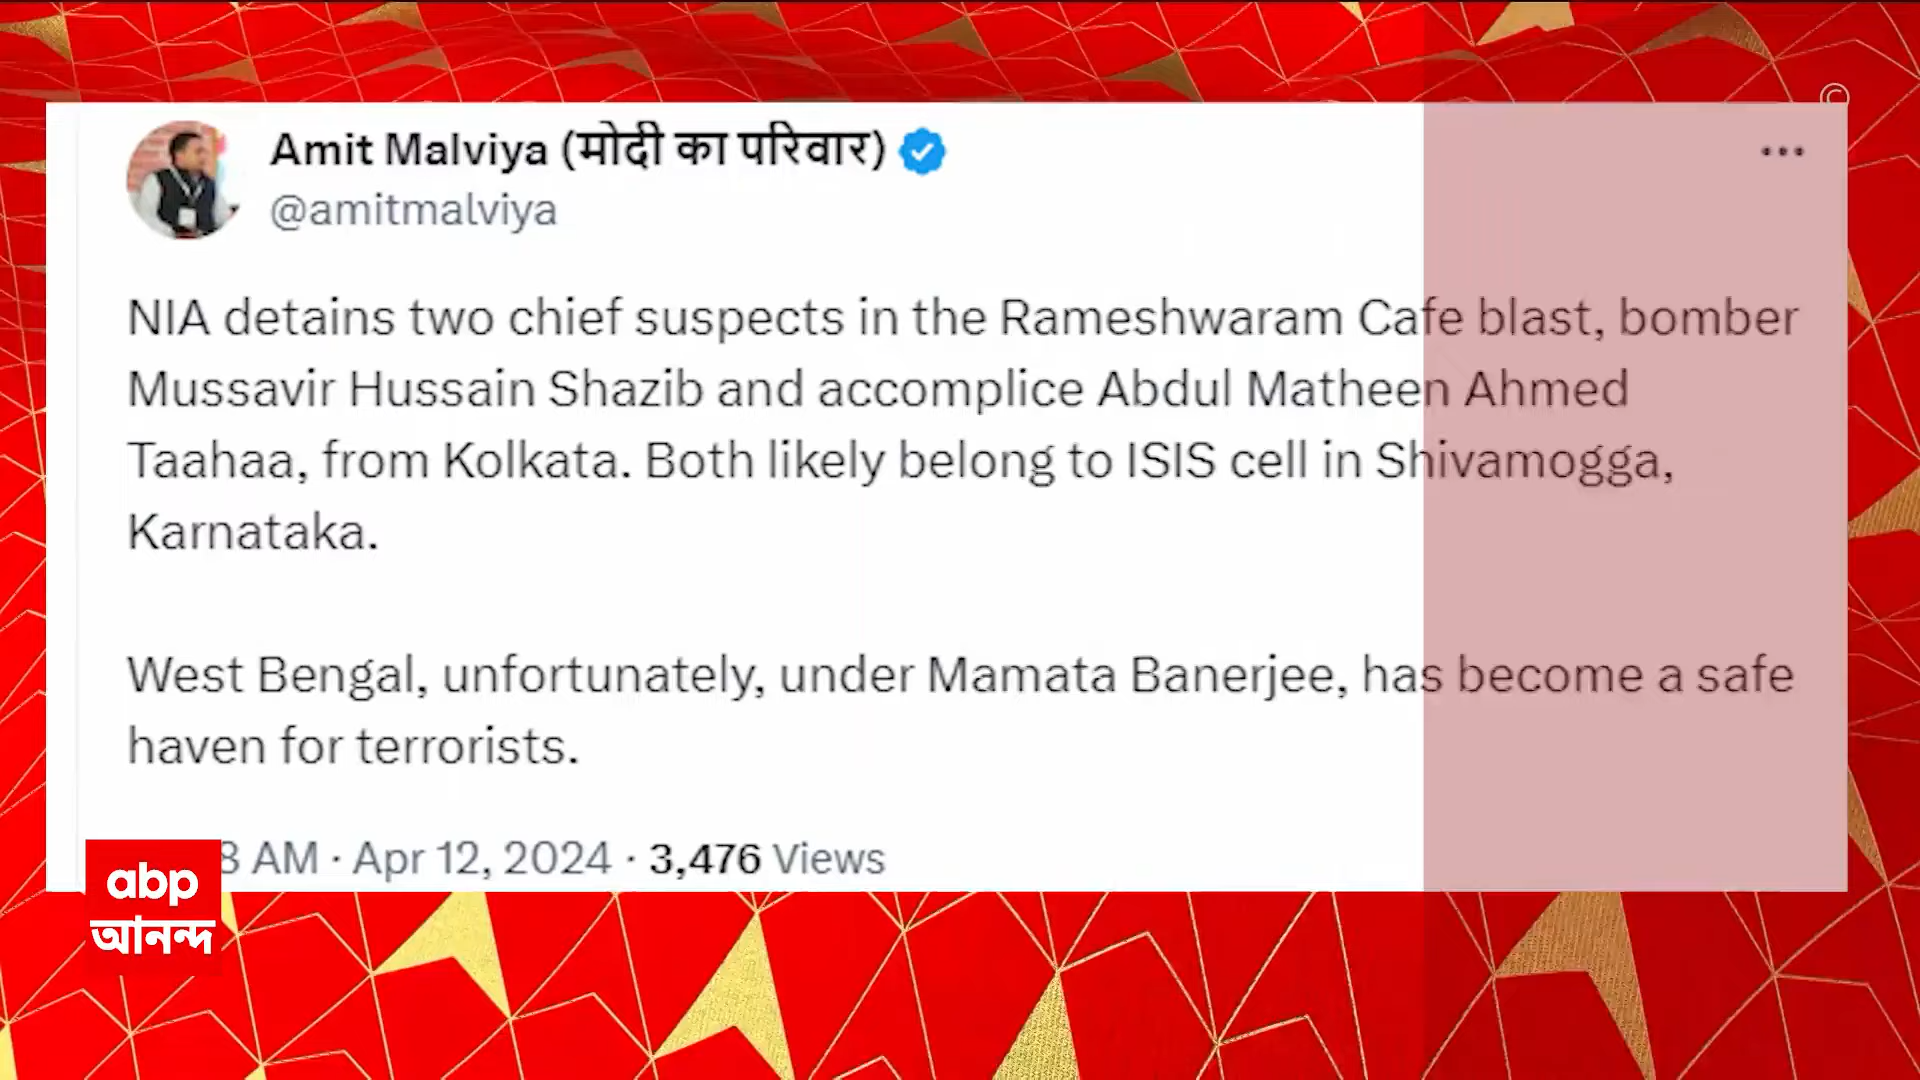 ©
Amit Malviya (मोदी का परिवार)
@amitmalviya
NIA detains two chief suspects in the Rameshwaram Cafe blast, bomber
Mussavir Hussain Shazib and accomplice Abdul Matheen Ahmed
Taahaa, from Kolkata. Both likely belong to ISIS cell in Shivamogga,
Karnataka.
West Bengal, unfortunately, under Mamata Banerjee, has become a safe
haven for terrorists.
8 AM · Apr 12, 2024 · 3,476 Views
abp
আনন্দ